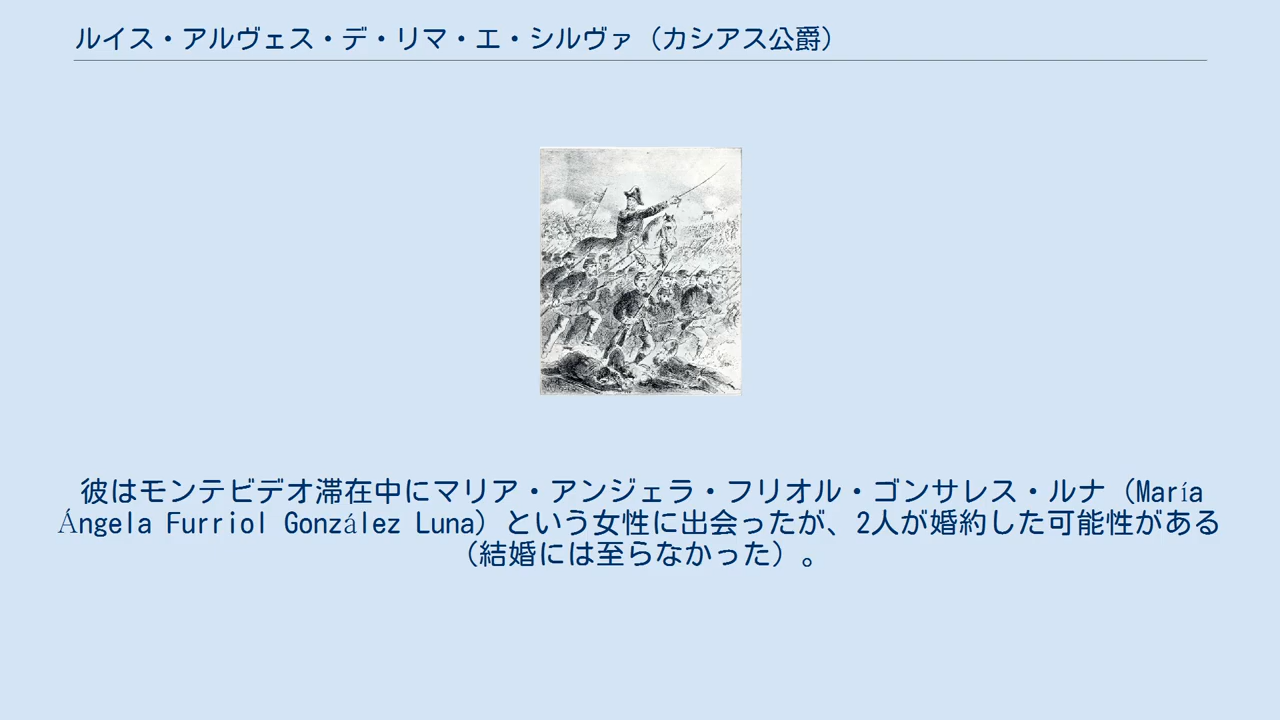 ルイス・アルヴェス・デ・リマ・エ・シルヴァ（カシアス公爵）
彼はモンテビデオ滞在中にマリア・アンジェラ・フリオル・ゴンサレス・ルナ（María
Ángela Furriol González Luna）という女性に出会ったが、2人が婚約した可能性がある
（結婚には至らなかった）。